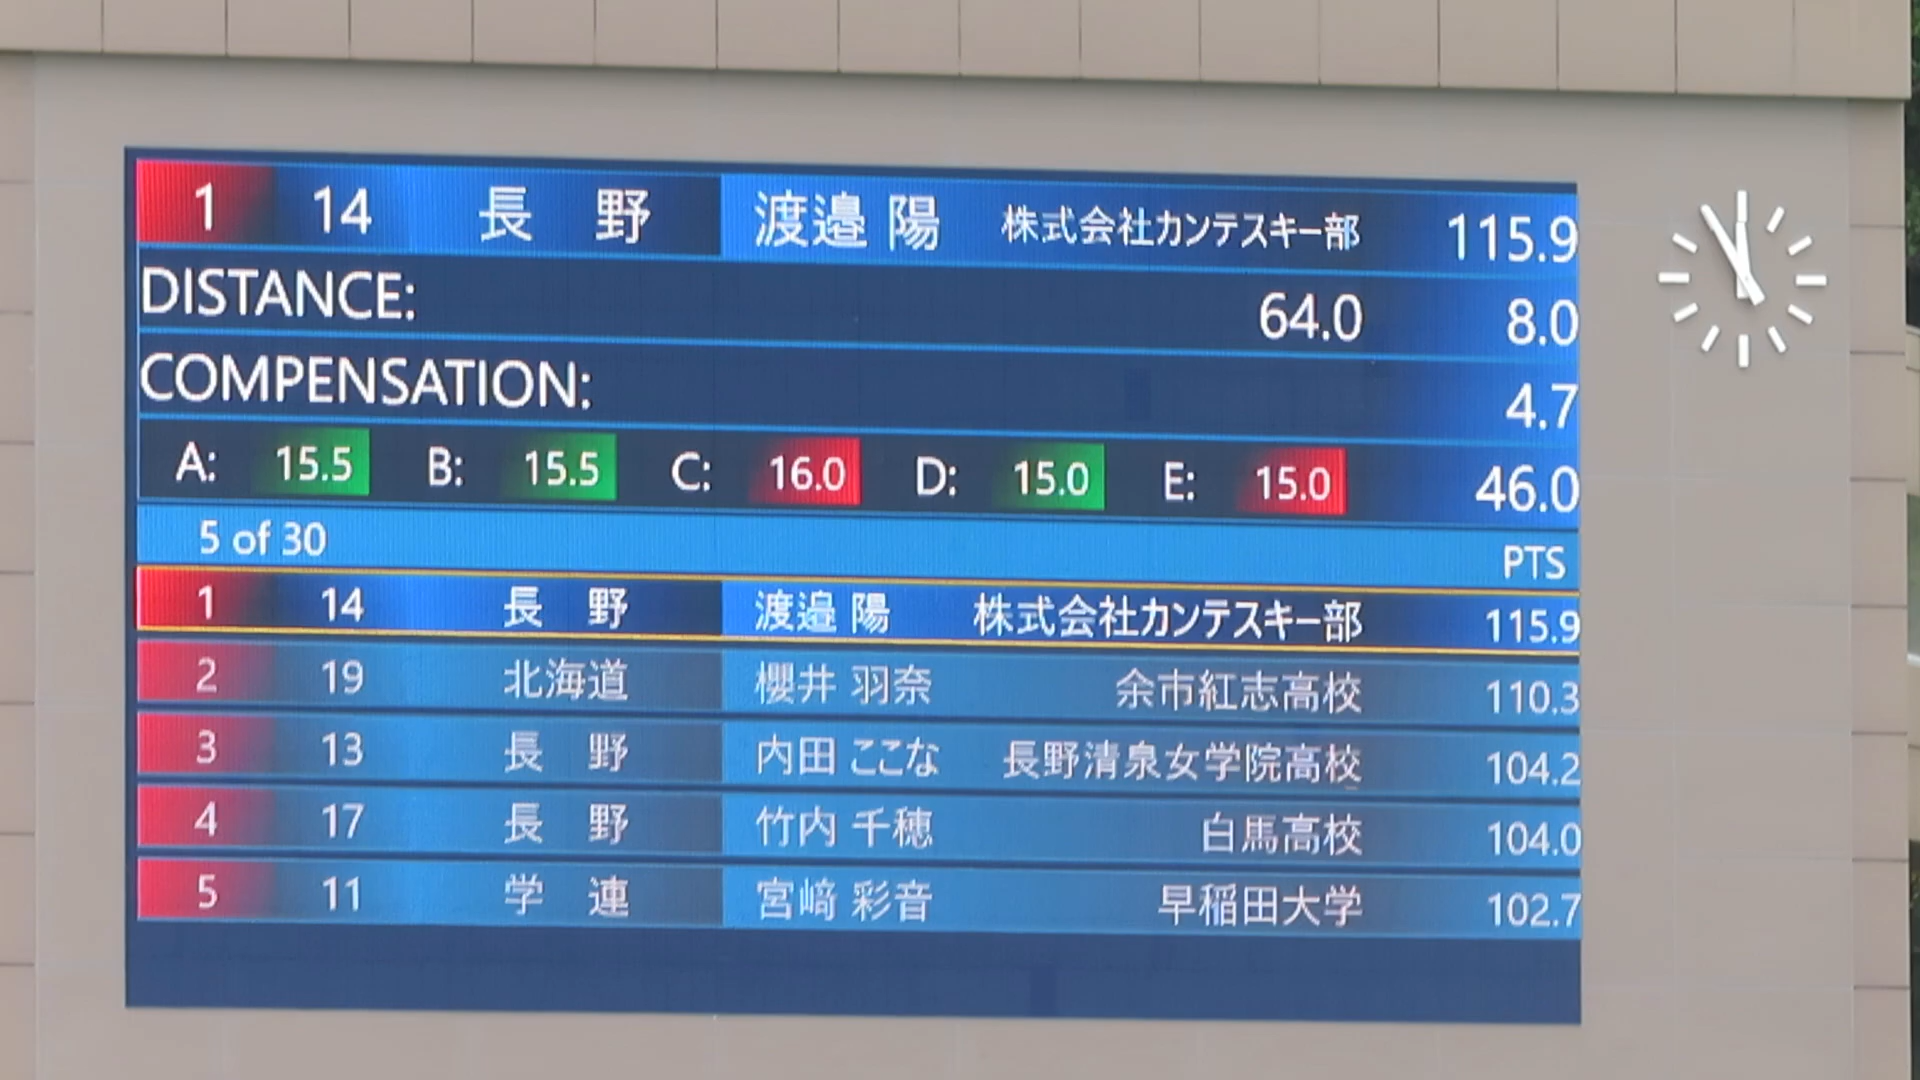 1 14 長 野 渡邉 陽 株式会社カンテスキー部 115.9
DISTANCE: 64.0 8.0
COMPENSATION: 4.7
A: 15.5 B: 15.5 C: 16.0 D: 15.0 E: 15.0 46.0
5 of 30 PTS
1 14 長 野 渡邉 陽 株式会社カンテスキー部 115.9
2 19 北海道 櫻井 羽奈 余市紅志高校 110.3
3 13 長 野 内田 ここな 長野清泉女学院高校 104.2
4 17 長 野 竹内 千穂 白馬高校 104.0
5 11 学 連 宮﨑 彩音 早稲田大学 102.7